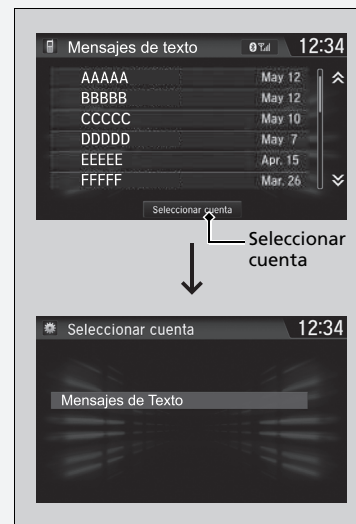 Mensajes de texto 12:34
AAAAA May 12
BBBBB May 12
CCCCC May 10
DDDDD May 7
EEEEE Apr. 15
FFFFF Mar. 26
Seleccionar cuenta
Seleccionar
cuenta
Seleccionar cuenta 12:34
Mensajes de Texto